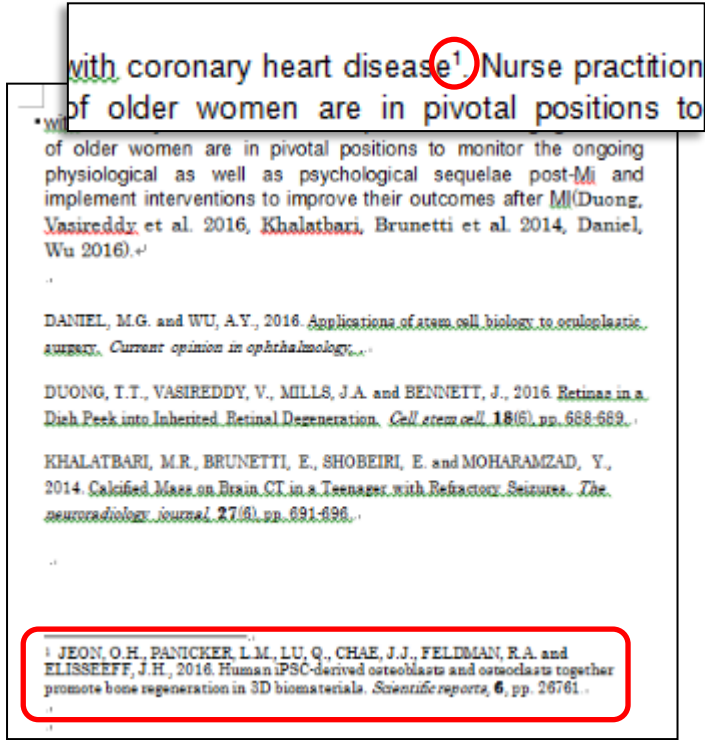 with coronary heart disease¹. Nurse practition
of older women are in pivotal positions to
wit
of older women are in pivotal positions to monitor the ongoing
physiological as well as psychological sequelae post-Mi and
implement interventions to improve their outcomes after MI(Duong,
Vasireddy et al. 2016, Khalatbari, Brunetti et al. 2014, Daniel,
Wu 2016).↵
DANIEL, M.G. and WU, A.Y., 2016. Applications of stem cell biology to oculoplastic
surgery. Current opinion in ophthalmology, .
DUONG, T.T., VASIREDDY, V., MILLS, J.A. and BENNETT, J., 2016. Retinas in a
Dish Peek into Inherited Retinal Degeneration. Cell stem cell, 18(6), pp. 688-689.
KHALATBARI, M.R., BRUNETTI, E., SHOBEIRI, E. and MOHARAMZAD, Y.,
2014. Calcified Mass on Brain CT in a Teenager with Refractory Seizures. The
neuroradiology journal, 27(6), pp. 691-696.
1 JEON, O.H., PANICKER, L.M., LU, Q., CHAE, J.J., FELDMAN, R.A. and
ELISSEEFF, J.H., 2016. Human iPSC-derived osteoblasts and osteoclasts together
promote bone regeneration in 3D biomaterials. Scientific reports, 6, pp. 26761.